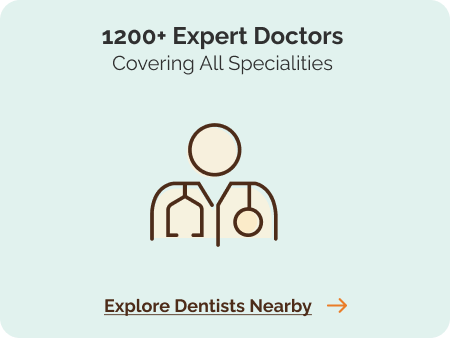 1200+ Expert Doctors
Covering All Specialities
Explore Dentists Nearby